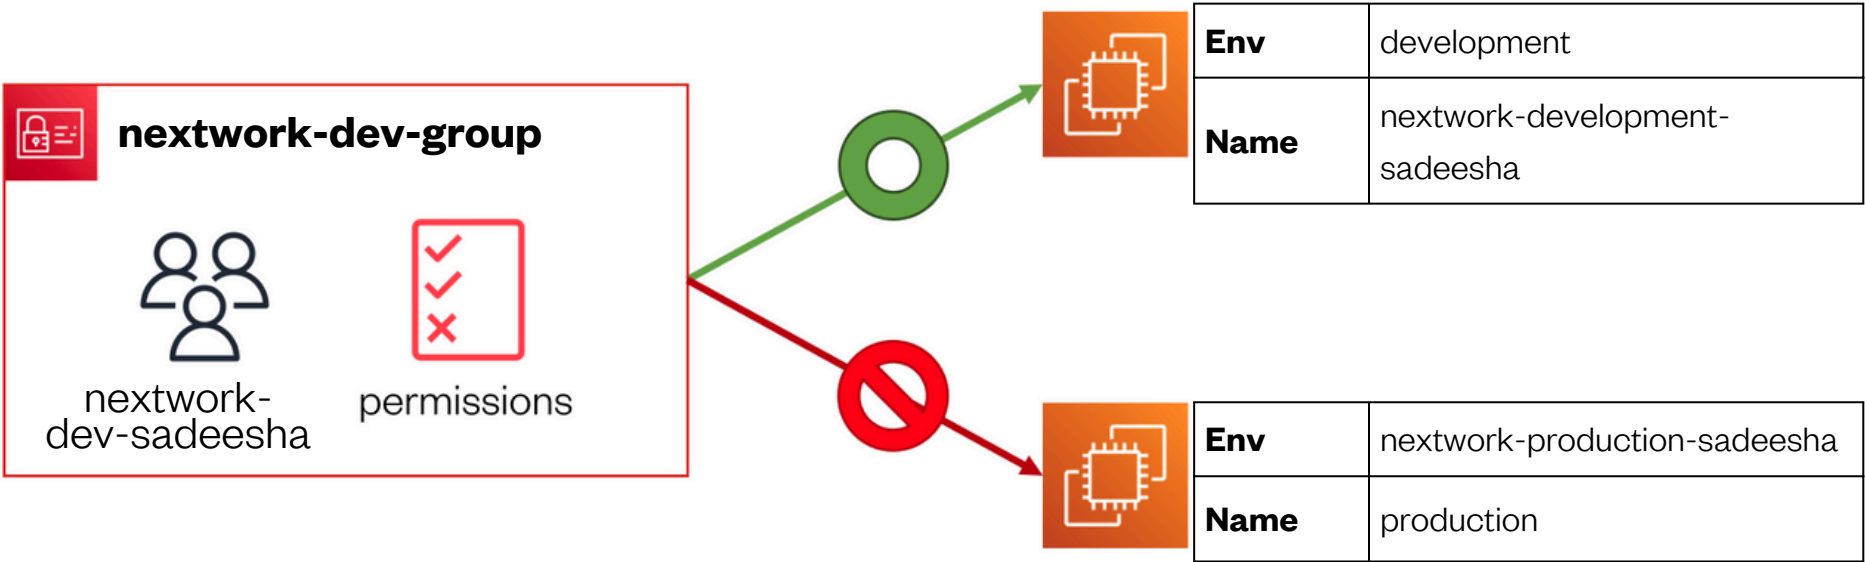 nextwork-dev-group
nextwork-
dev-sadeesha
permissions
Env development
Name nextwork-development-
sadeesha
Env nextwork-production-sadeesha
Name production